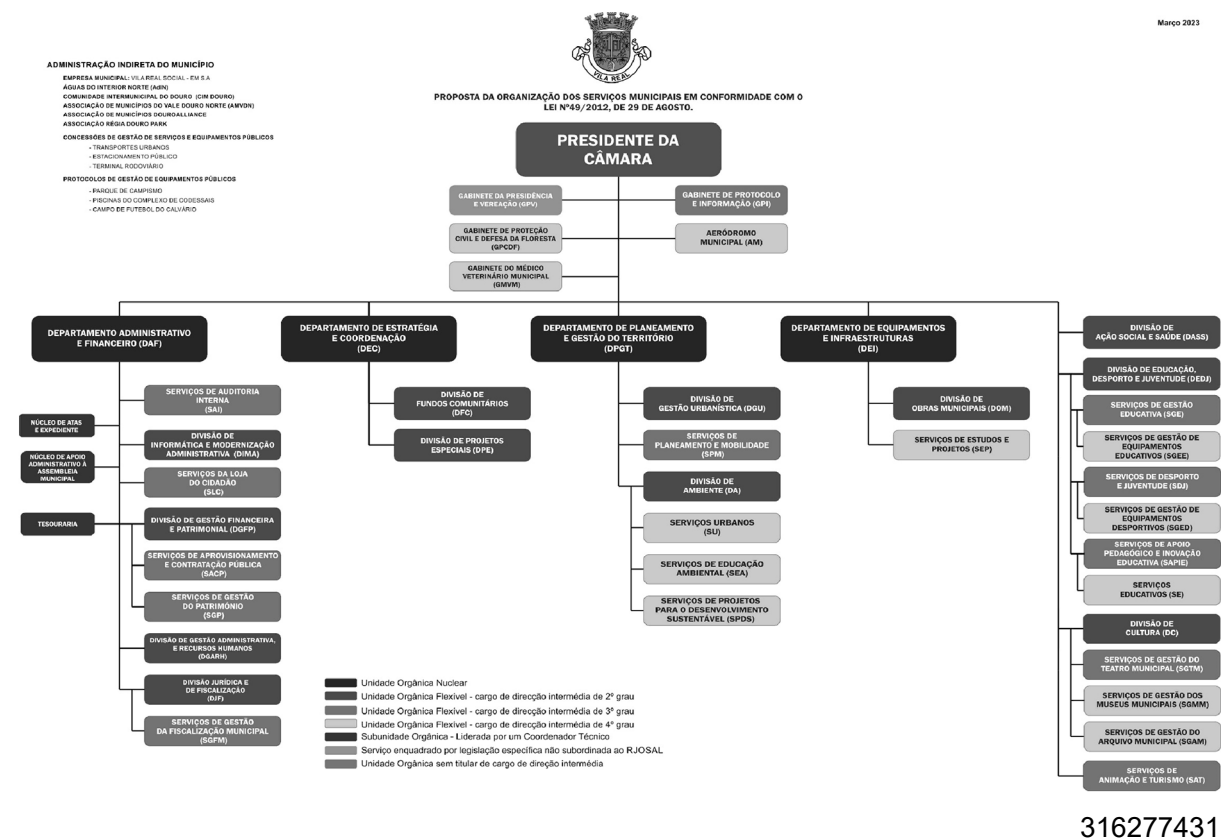 Março 2023
VILA REAL
ADMINISTRAÇÃO INDIRETA DO MUNICÍPIO
EMPRESA MUNICIPAL: VILA REAL SOCIAL - EM S.A
ÁGUAS DO INTERIOR NORTE (AdIN)
COMUNIDADE INTERMUNICIPAL DO DOURO (CIM DOURO)
ASSOCIAÇÃO DE MUNICÍPIOS DO VALE DOURO NORTE (AMVDN)
ASSOCIAÇÃO DE MUNICÍPIOS DOUROALLIANCE
ASSOCIAÇÃO RÉGIA DOURO PARK
CONCESSÕES DE GESTÃO DE SERVIÇOS E EQUIPAMENTOS PÚBLICOS
- TRANSPORTES URBANOS
- ESTACIONAMENTO PÚBLICO
- TERMINAL RODOVIÁRIO
PROTOCOLOS DE GESTÃO DE EQUIPAMENTOS PÚBLICOS
- PARQUE DE CAMPISMO
- PISCINAS DO COMPLEXO DE CODESSAIS
- CAMPO DE FUTEBOL DO CALVÁRIO
PROPOSTA DA ORGANIZAÇÃO DOS SERVIÇOS MUNICIPAIS EM CONFORMIDADE COM O
LEI Nº49/2012, DE 29 DE AGOSTO.
PRESIDENTE DA
CÂMARA
GABINETE DA PRESIDÊNCIA
E VEREAÇÃO (GPV)
GABINETE DE PROTOCOLO
E INFORMAÇÃO (GPI)
GABINETE DE PROTEÇÃO
CIVIL E DEFESA DA FLORESTA
(GPCDF)
AERÓDROMO
MUNICIPAL (AM)
GABINETE DO MÉDICO
VETERINÁRIO MUNICIPAL
(GMVM)
DEPARTAMENTO ADMINISTRATIVO
E FINANCEIRO (DAF)
SERVIÇOS DE AUDITORIA
INTERNA
(SAI)
NÚCLEO DE ATAS
E EXPEDIENTE
DIVISÃO DE
INFORMÁTICA E MODERNIZAÇÃO
ADMINISTRATIVA (DIMA)
NÚCLEO DE APOIO
ADMINISTRATIVO À
ASSEMBLEIA
MUNICIPAL
SERVIÇOS DA LOJA
DO CIDADÃO
(SLC)
TESOURARIA
DIVISÃO DE GESTÃO FINANCEIRA
E PATRIMONIAL (DGFP)
SERVIÇOS DE APROVISIONAMENTO
E CONTRATAÇÃO PÚBLICA
(SACP)
SERVIÇOS DE GESTÃO
DO PATRIMÓNIO
(SGP)
DIVISÃO DE GESTÃO ADMINISTRATIVA,
E RECURSOS HUMANOS
(DGARH)
DIVISÃO JURÍDICA E
DE FISCALIZAÇÃO
(DJF)
SERVIÇOS DE GESTÃO
DA FISCALIZAÇÃO MUNICIPAL
(SGFM)
DEPARTAMENTO DE ESTRATÉGIA
E COORDENAÇÃO
(DEC)
DIVISÃO DE
FUNDOS COMUNITÁRIOS
(DFC)
DIVISÃO DE PROJETOS
ESPECIAIS (DPE)
DEPARTAMENTO DE PLANEAMENTO
E GESTÃO DO TERRITÓRIO
(DPGT)
DIVISÃO DE
GESTÃO URBANÍSTICA (DGU)
SERVIÇOS DE
PLANEAMENTO E MOBILIDADE
(SPM)
DIVISÃO DE
AMBIENTE (DA)
SERVIÇOS URBANOS
(SU)
SERVIÇOS DE EDUCAÇÃO
AMBIENTAL (SEA)
SERVIÇOS DE PROJETOS
PARA O DESENVOLVIMENTO
SUSTENTÁVEL (SPDS)
DEPARTAMENTO DE EQUIPAMENTOS
E INFRAESTRUTURAS
(DEI)
DIVISÃO DE
OBRAS MUNICIPAIS (DOM)
SERVIÇOS DE ESTUDOS E
PROJETOS (SEP)
DIVISÃO DE
AÇÃO SOCIAL E SAÚDE (DASS)
DIVISÃO DE EDUCAÇÃO,
DESPORTO E JUVENTUDE (DEDJ)
SERVIÇOS DE GESTÃO
EDUCATIVA (SGE)
SERVIÇOS DE GESTÃO DE
EQUIPAMENTOS
EDUCATIVOS (SGEE)
SERVIÇOS DE DESPORTO
E JUVENTUDE (SDJ)
SERVIÇOS DE GESTÃO DE
EQUIPAMENTOS
DESPORTIVOS (SGED)
SERVIÇOS DE APOIO
PEDAGÓGICO E INOVAÇÃO
EDUCATIVA (SAPIE)
SERVIÇOS
EDUCATIVOS (SE)
DIVISÃO DE
CULTURA (DC)
SERVIÇOS DE GESTÃO DO
TEATRO MUNICIPAL (SGTM)
SERVIÇOS DE GESTÃO DOS
MUSEUS MUNICIPAIS (SGMM)
SERVIÇOS DE GESTÃO DO
ARQUIVO MUNICIPAL (SGAM)
SERVIÇOS DE
ANIMAÇÃO E TURISMO (SAT)
Unidade Orgânica Nuclear
Unidade Orgânica Flexivel - cargo de direcção intermédia de 2º grau
Unidade Orgânica Flexivel - cargo de direcção intermédia de 3º grau
Unidade Orgânica Flexivel - cargo de direcção intermédia de 4º grau
Subunidade Orgânica - Liderada por um Coordenador Técnico
Serviço enquadrado por legislação específica não subordinada ao RJOSAL
Unidade Orgânica sem titular de cargo de direção intermédia
316277431